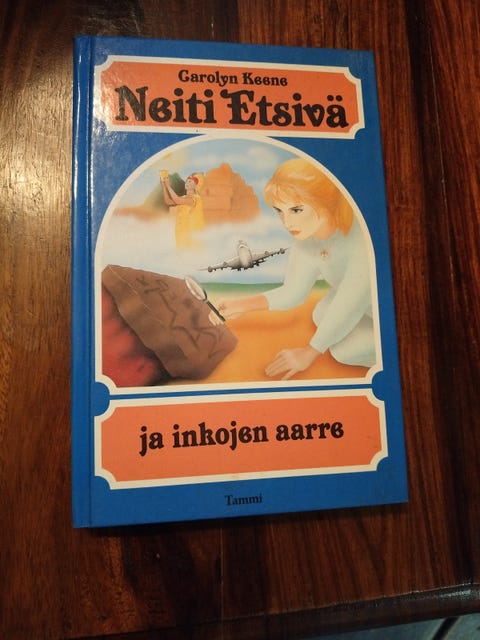 Carolyn Keene
Neiti Etsivä
ja inkojen aarre
Tammi